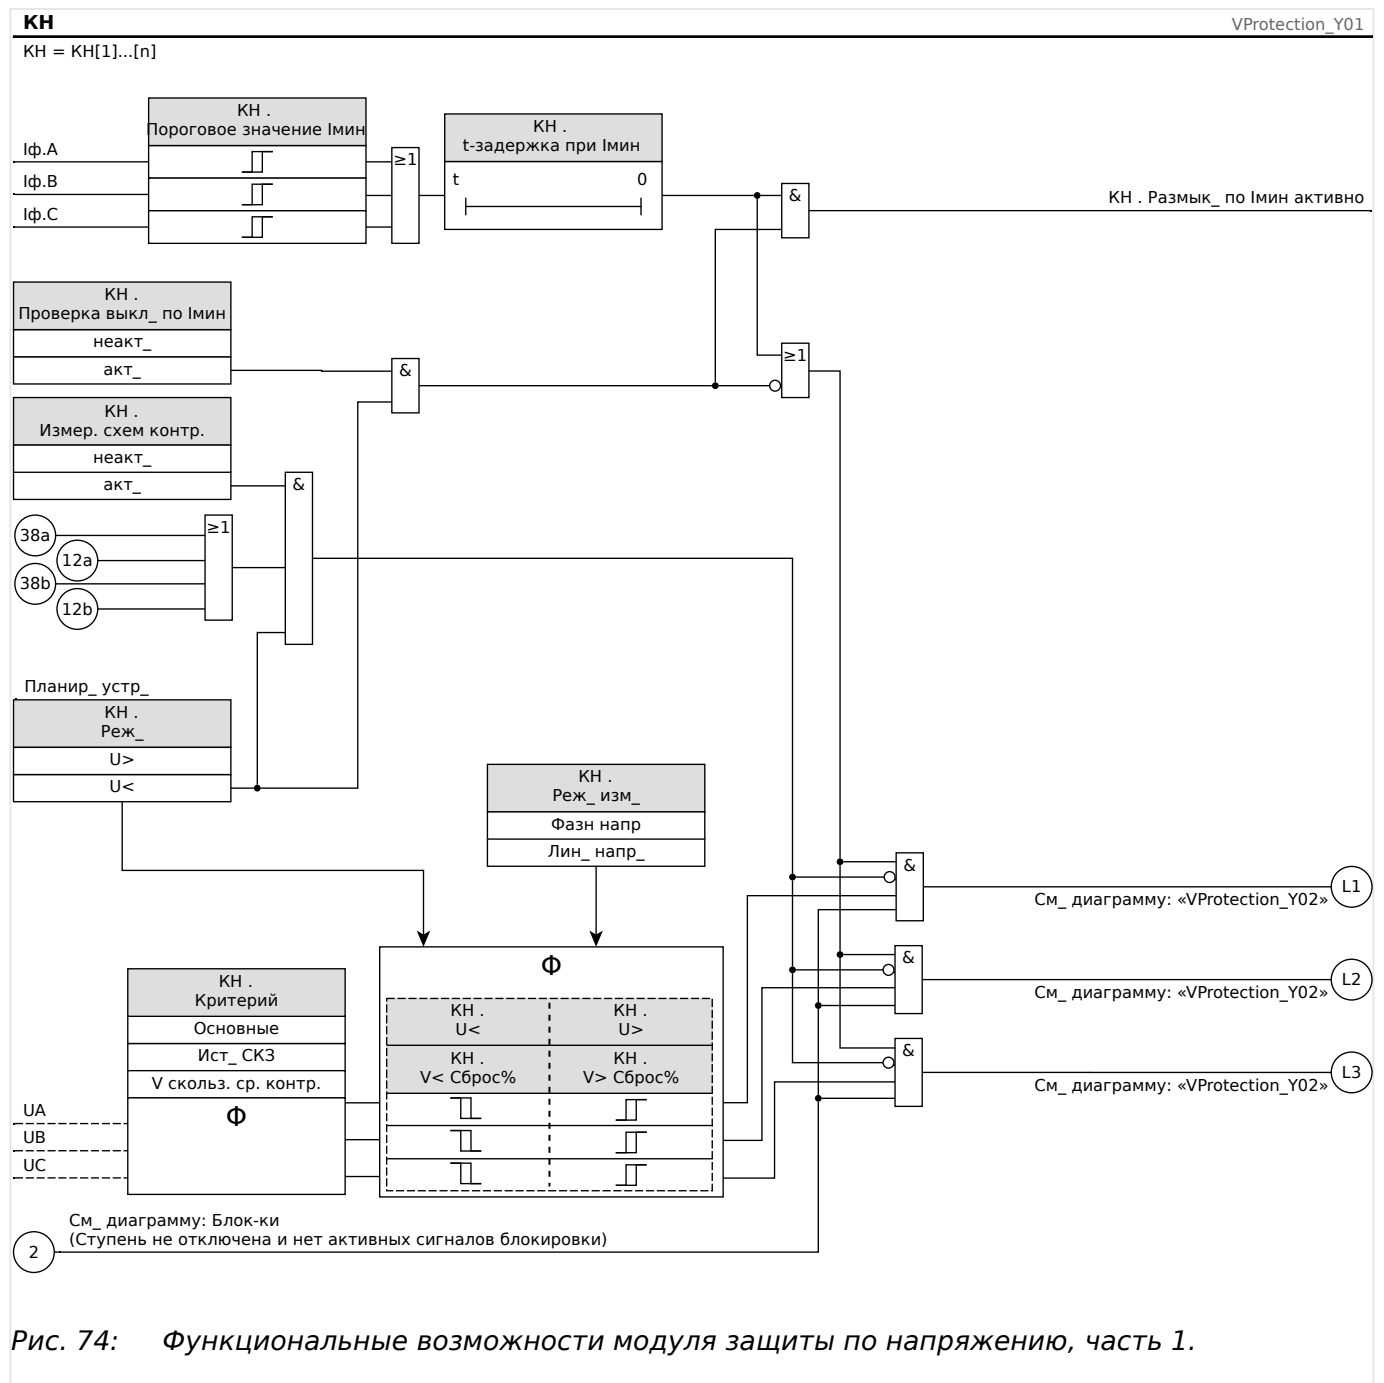 КН
VProtection_Y01
КН = КН[1]...[n]
КН .
Пороговое значение Iмин
Iф.A
Iф.B
Iф.C
≥1
КН .
t-задержка при Iмин
t
0
&
КН . Размык_ по Iмин активно
КН .
Проверка выкл_ по Iмин
неакт_
акт_
&
≥1
КН .
Измер. схем контр.
неакт_
акт_
&
38a
12a
38b
12b
≥1
Планир_ устр_
КН .
Реж_
U>
U<
КН .
Реж_ изм_
Фазн напр
Лин_ напр_
&
L1
См_ диаграмму: «VProtection_Y02»
&
L2
См_ диаграмму: «VProtection_Y02»
&
L3
См_ диаграмму: «VProtection_Y02»
КН .
Критерий
Основные
Ист_ СКЗ
V скольз. ср. контр.
Φ
UA
UB
UC
Φ
КН .
U<
КН .
U>
КН .
V< Сброс%
КН .
V> Сброс%
См_ диаграмму: Блок-ки
(Ступень не отключена и нет активных сигналов блокировки)
2
Рис. 74: Функциональные возможности модуля защиты по напряжению, часть 1.